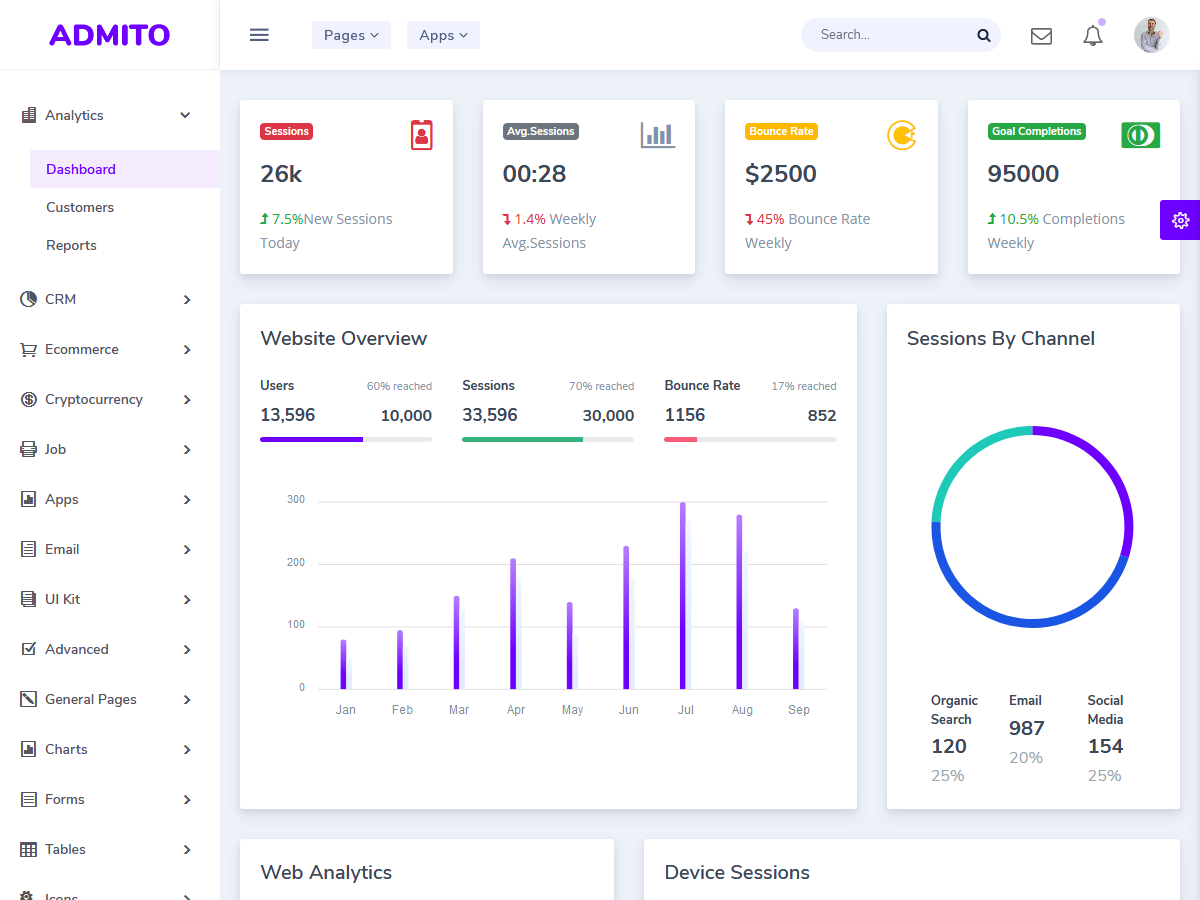 ADMITO
Pages
Apps
Search...
Analytics
Dashboard
Customers
Reports
CRM
Ecommerce
Cryptocurrency
Job
Apps
Email
UI Kit
Advanced
General Pages
Charts
Forms
Tables
Icons
Sessions
26k
7.5%New Sessions
Today
Avg.Sessions
00:28
1.4% Weekly
Avg.Sessions
Bounce Rate
$2500
45% Bounce Rate
Weekly
Goal Completions
95000
10.5% Completions
Weekly
Website Overview
Users 60% reached
13,596 10,000
Sessions 70% reached
33,596 30,000
Bounce Rate 17% reached
1156 852
300
200
100
0
Jan Feb Mar Apr May Jun Jul Aug Sep
Sessions By Channel
Organic
Search
120
25%
Email
987
20%
Social
Media
154
25%
Web Analytics
Device Sessions